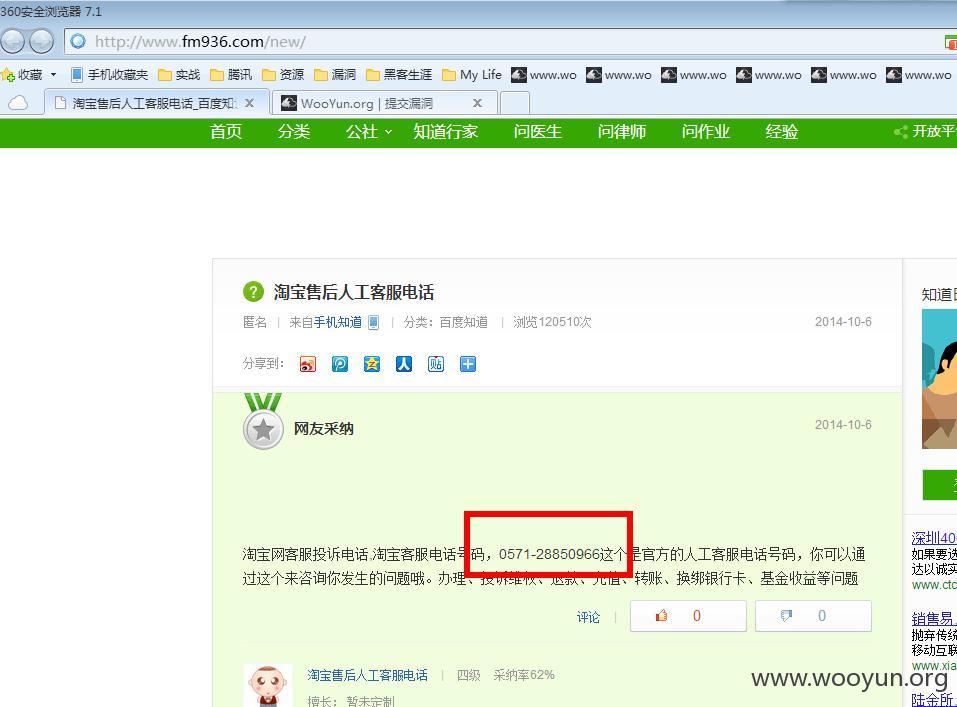 360安全浏览器 7.1
http://www.fm936.com/new/
收藏 手机收藏夹 实战 腾讯 资源 漏洞 黑客生涯 My Life www.wo www.wo www.wo www.wo www.wo www.wo
淘宝售后人工客服电话_百度知 x WooYun.org | 提交漏洞 x
首页 分类 公社 知道行家 问医生 问律师 问作业 经验 开放平
? 淘宝售后人工客服电话
匿名 | 来自手机知道 | 分类：百度知道 | 浏览120510次 2014-10-6
分享到：
网友采纳 2014-10-6
淘宝网客服投诉电话,淘宝客服电话号码，0571-28850966这个是官方的人工客服电话号码，你可以通
过这个来咨询你发生的问题哦。办理、投诉维权、退款、充值、转账、换绑银行卡、基金收益等问题
评论 | 0 0
淘宝售后人工客服电话 | 四级 采纳率62%
擅长： 暂未定制
知道日
深圳40
如果要选
达以诚实
www.ctc
销售易
抛弃传统
移动互联
www.xia
陆金所
www.wooyun.org